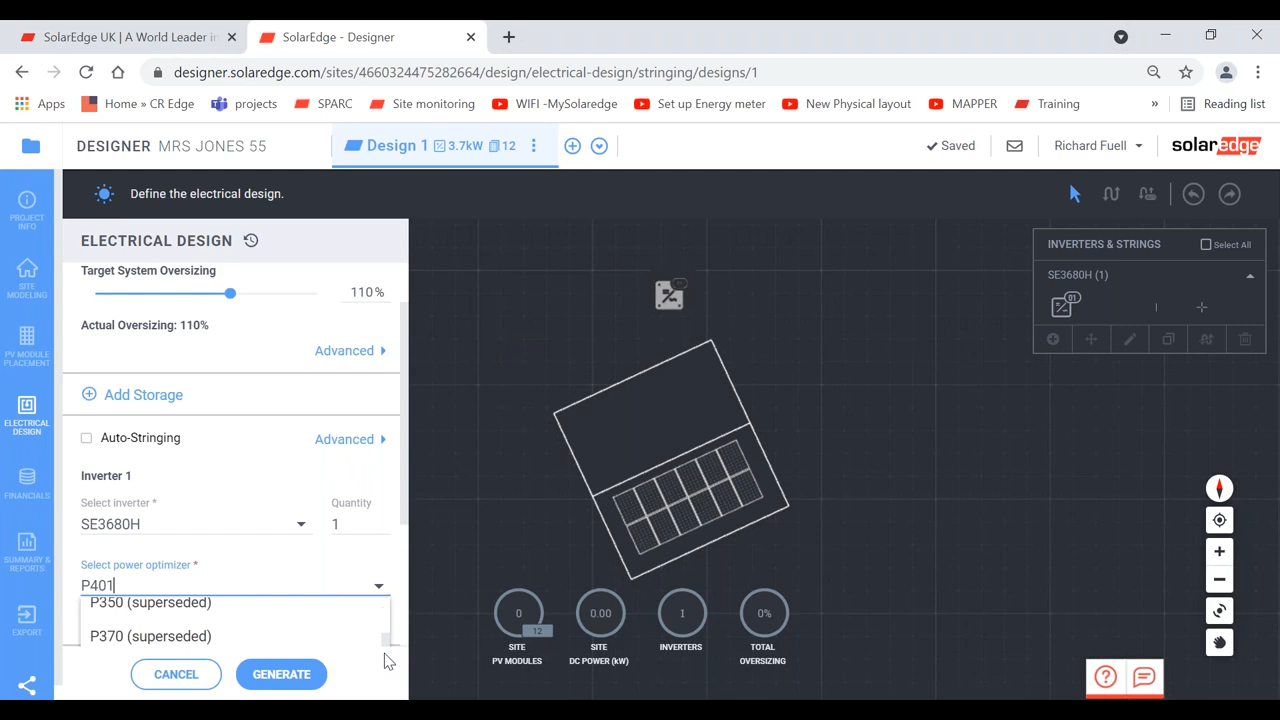 SolarEdge UK | A World Leader in
SolarEdge - Designer
designer.solaredge.com/sites/4660324475282664/design/electrical-design/stringing/designs/1
Apps
Home » CR Edge
projects
SPARC
Site monitoring
WIFI -MySolaredge
Set up Energy meter
New Physical layout
MAPPER
Training
»
Reading list
DESIGNER MRS JONES 55
Design 1 3.7kW 12
Saved
Richard Fuell
solaredge
Define the electrical design.
PROJECT
INFO
SITE
MODELING
PV MODULE
PLACEMENT
ELECTRICAL
DESIGN
FINANCIALS
SUMMARY &
REPORTS
EXPORT
ELECTRICAL DESIGN
Target System Oversizing
110%
Actual Oversizing: 110%
Advanced
Add Storage
Auto-Stringing
Advanced
Inverter 1
Select inverter * Quantity
SE3680H 1
Select power optimizer *
P401
P350 (superseded)
P370 (superseded)
CANCEL GENERATE
INVERTERS & STRINGS Select All
SE3680H (1)
01
0 0.00 1 0%
12
SITE
PV MODULES
SITE
DC POWER (kW)
INVERTERS
TOTAL
OVERSIZING